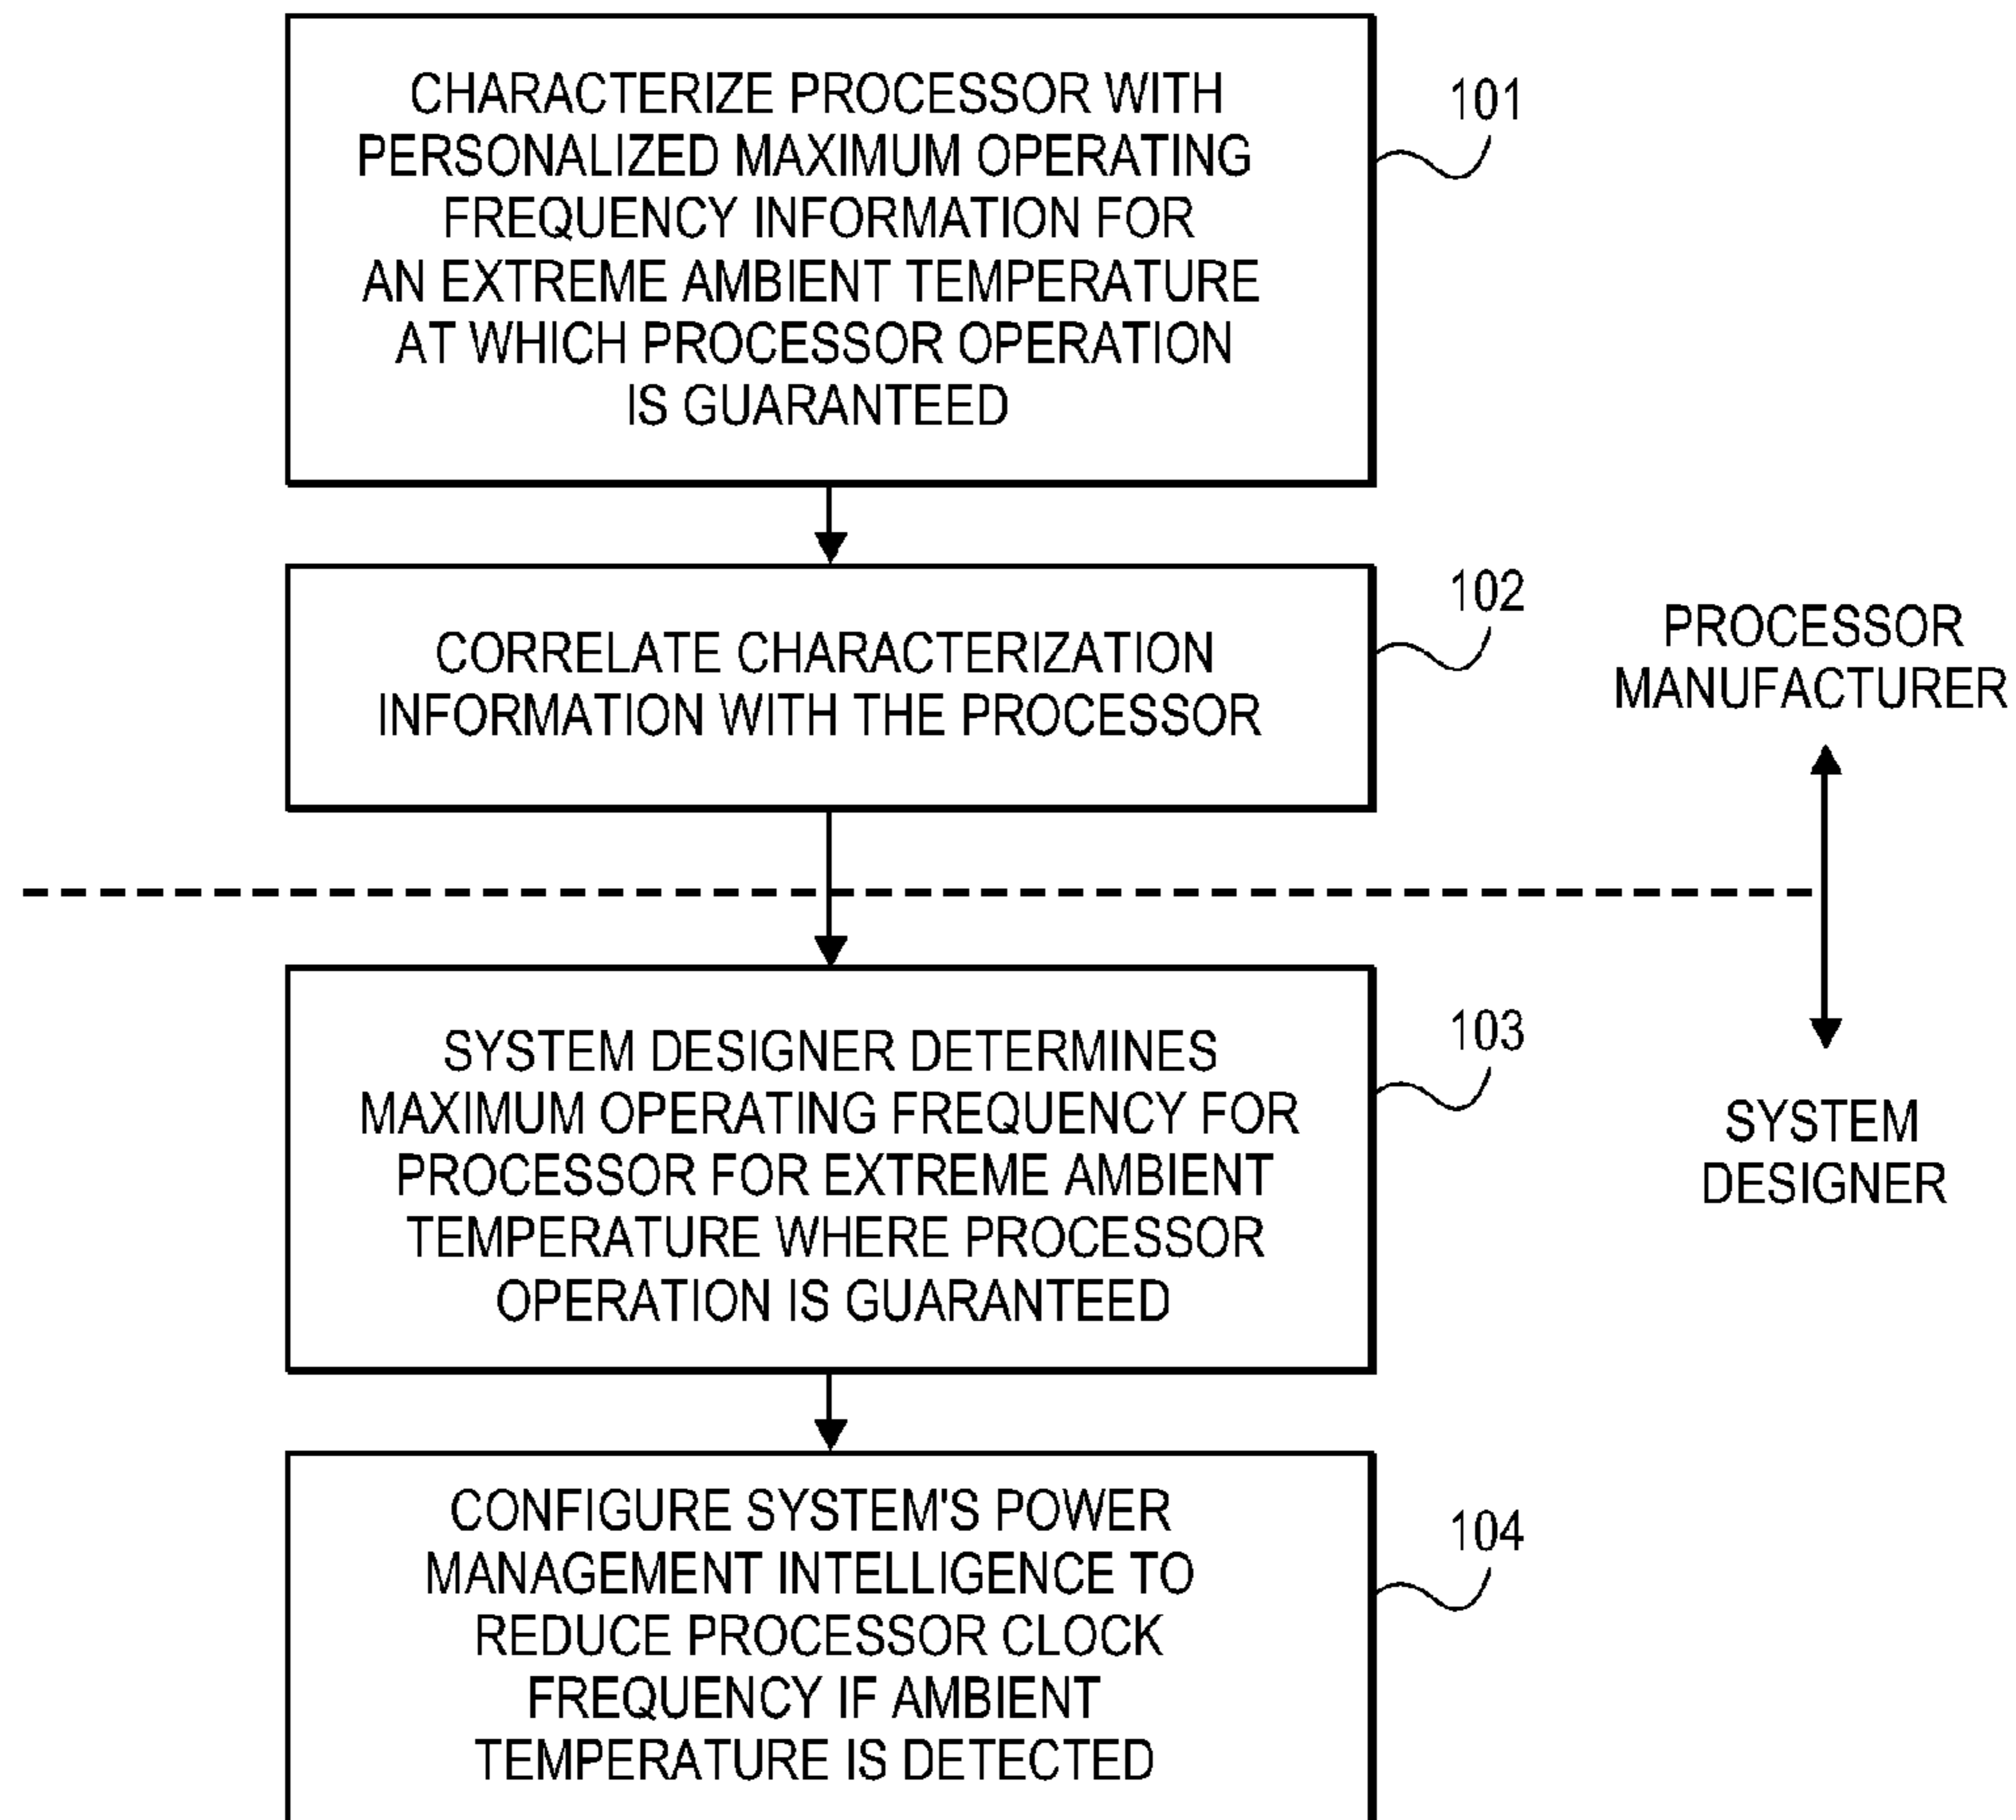 CHARACTERIZE PROCESSOR WITH
PERSONALIZED MAXIMUM OPERATING
FREQUENCY INFORMATION FOR
AN EXTREME AMBIENT TEMPERATURE
AT WHICH PROCESSOR OPERATION
IS GUARANTEED
101
CORRELATE CHARACTERIZATION
INFORMATION WITH THE PROCESSOR
102
PROCESSOR
MANUFACTURER
SYSTEM DESIGNER DETERMINES
MAXIMUM OPERATING FREQUENCY FOR
PROCESSOR FOR EXTREME AMBIENT
TEMPERATURE WHERE PROCESSOR
OPERATION IS GUARANTEED
103
SYSTEM
DESIGNER
CONFIGURE SYSTEM'S POWER
MANAGEMENT INTELLIGENCE TO
REDUCE PROCESSOR CLOCK
FREQUENCY IF AMBIENT
TEMPERATURE IS DETECTED
104